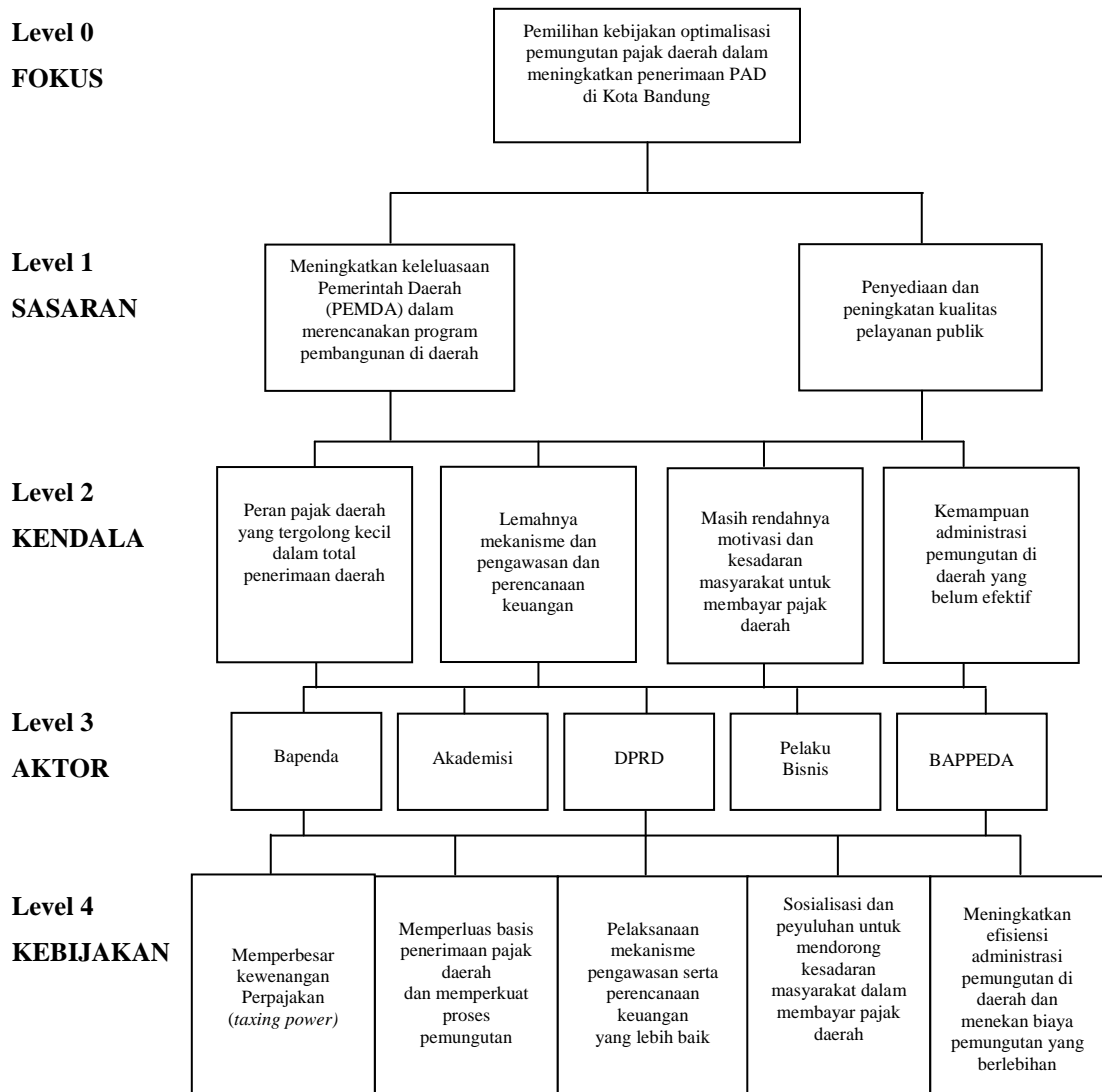 Level 0
FOKUS
Pemilihan kebijakan optimalisasi
pemungutan pajak daerah dalam
meningkatkan penerimaan PAD
di Kota Bandung
Level 1
SASARAN
Meningkatkan keleluasaan
Pemerintah Daerah
(PEMDA) dalam
merencanakan program
pembangunan di daerah
Penyediaan dan
peningkatan kualitas
pelayanan publik
Level 2
KENDALA
Peran pajak daerah
yang tergolong kecil
dalam total
penerimaan daerah
Lemahnya
mekanisme dan
pengawasan dan
perencanaan
keuangan
Masih rendahnya
motivasi dan
kesadaran
masyarakat untuk
membayar pajak
daerah
Kemampuan
administrasi
pemungutan di
daerah yang
belum efektif
Level 3
AKTOR
Bapenda
Akademisi
DPRD
Pelaku
Bisnis
BAPPEDA
Level 4
KEBIJAKAN
Memperbesar
kewenangan
Perpajakan
(taxing power)
Memperluas basis
penerimaan pajak
daerah
dan memperkuat
proses
pemungutan
Pelaksanaan
mekanisme
pengawasan serta
perencanaan
keuangan
yang lebih baik
Sosialisasi dan
peyuluhan untuk
mendorong
kesadaran
masyarakat dalam
membayar pajak
daerah
Meningkatkan
efisiensi
administrasi
pemungutan di
daerah dan
menekan biaya
pemungutan yang
berlebihan